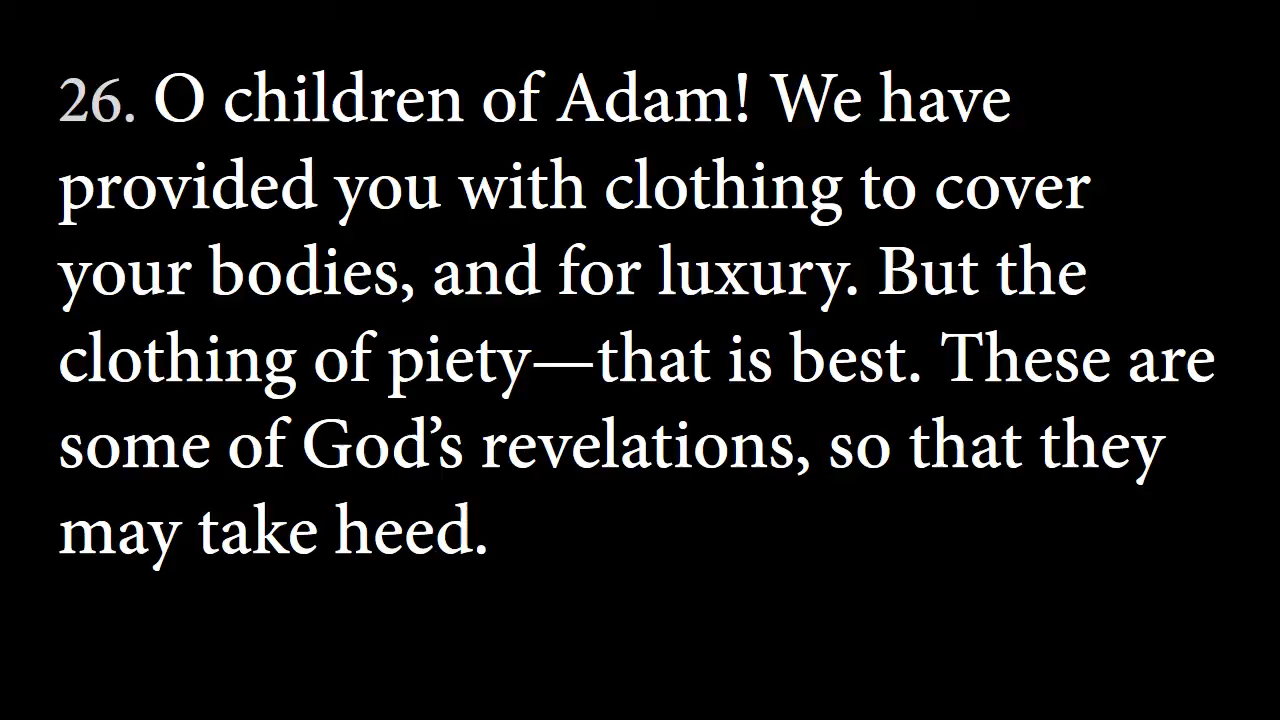 26. O children of Adam! We have
provided you with clothing to cover
your bodies, and for luxury. But the
clothing of piety—that is best. These are
some of God’s revelations, so that they
may take heed.